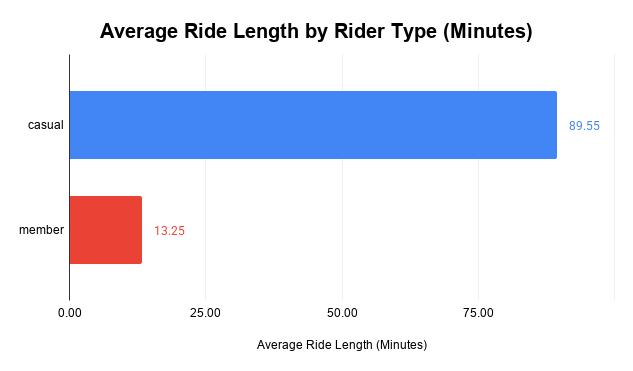 Average Ride Length by Rider Type (Minutes)
casual
89.55
member
13.25
0.00
25.00
50.00
75.00
Average Ride Length (Minutes)